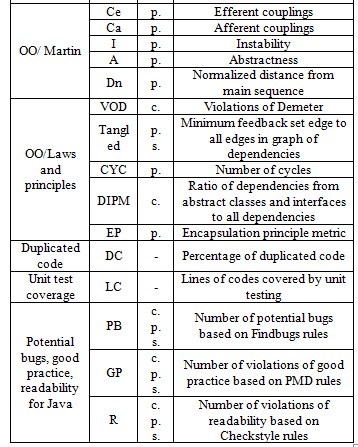 Ce p. Efferent couplings
Ca p. Afferent couplings
OO/ Martin I p. Instability
A p. Abstractness
Dn p. Normalized distance from
main sequence
VOD c. Violations of Demeter
Tangl
ed
p.
s.
Minimum feedback set edge to
all edges in graph of
dependencies
OO/Laws
and
principles
CYC p. Number of cycles
DIPM c. Ratio of dependencies from
abstract classes and interfaces
to all dependencies
EP p. Encapsulation principle metric
Duplicated
code
DC - Percentage of duplicated code
Unit test
coverage
LC - Lines of codes covered by unit
testing
Potential
bugs, good
practice,
readability
for Java
PB
c.
p.
s.
Number of potential bugs
based on Findbugs rules
GP
c.
p.
s.
Number of violations of good
practice based on PMD rules
R
c.
p.
s.
Number of violations of
readability based on
Checkstyle rules